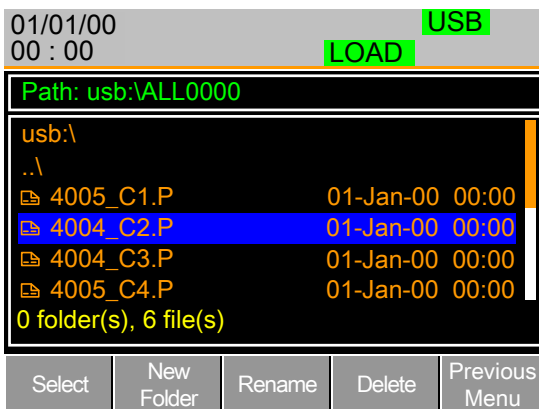 01/01/00
USB
00 : 00
LOAD
Path: usb:\ALL0000
usb:\
..\
4005_C1.P 01-Jan-00 00:00
4004_C2.P 01-Jan-00 00:00
4004_C3.P 01-Jan-00 00:00
4005_C4.P 01-Jan-00 00:00
0 folder(s), 6 file(s)
Select
New
Folder
Rename
Delete
Previous
Menu